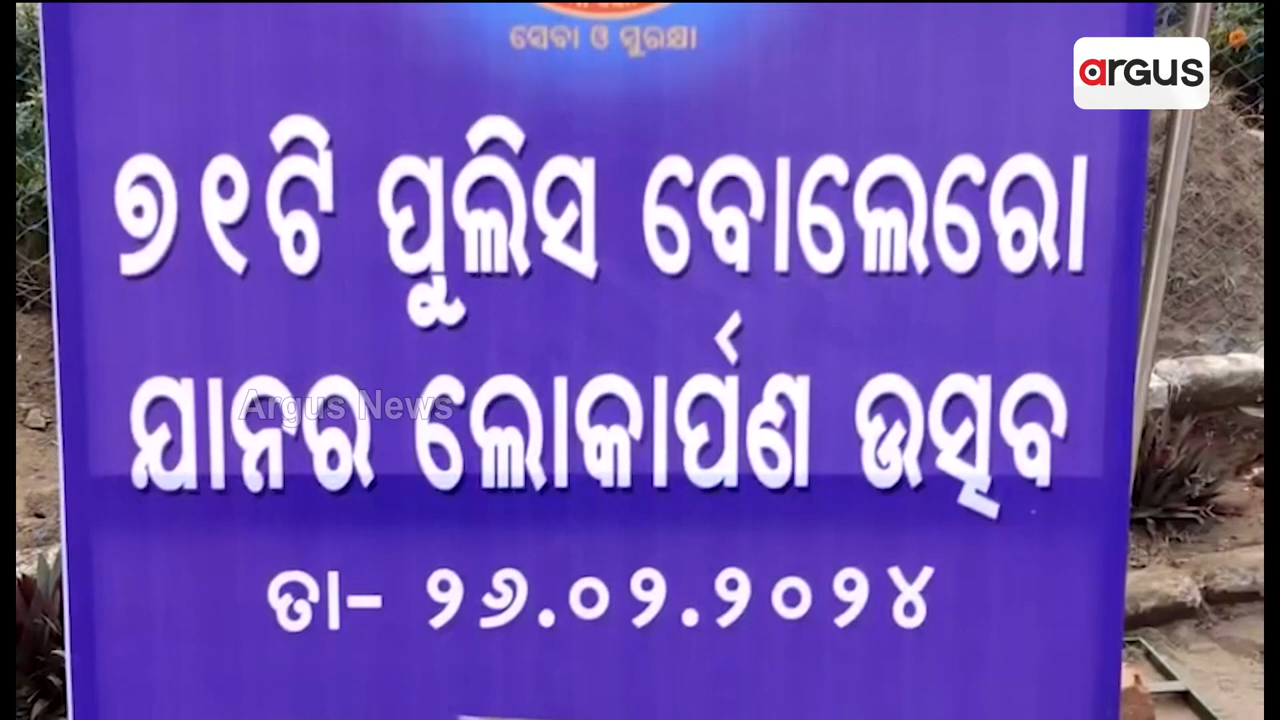 ସେବା ଓ ସୁରକ୍ଷା
argus
୭୧ଟି ପୁଲିସ ବୋଲେରୋ
ଯାନର ଲୋକାର୍ପଣ ଉତ୍ସବ
Argus News
ତା- ୨୬.୦୨.୨୦୨୪